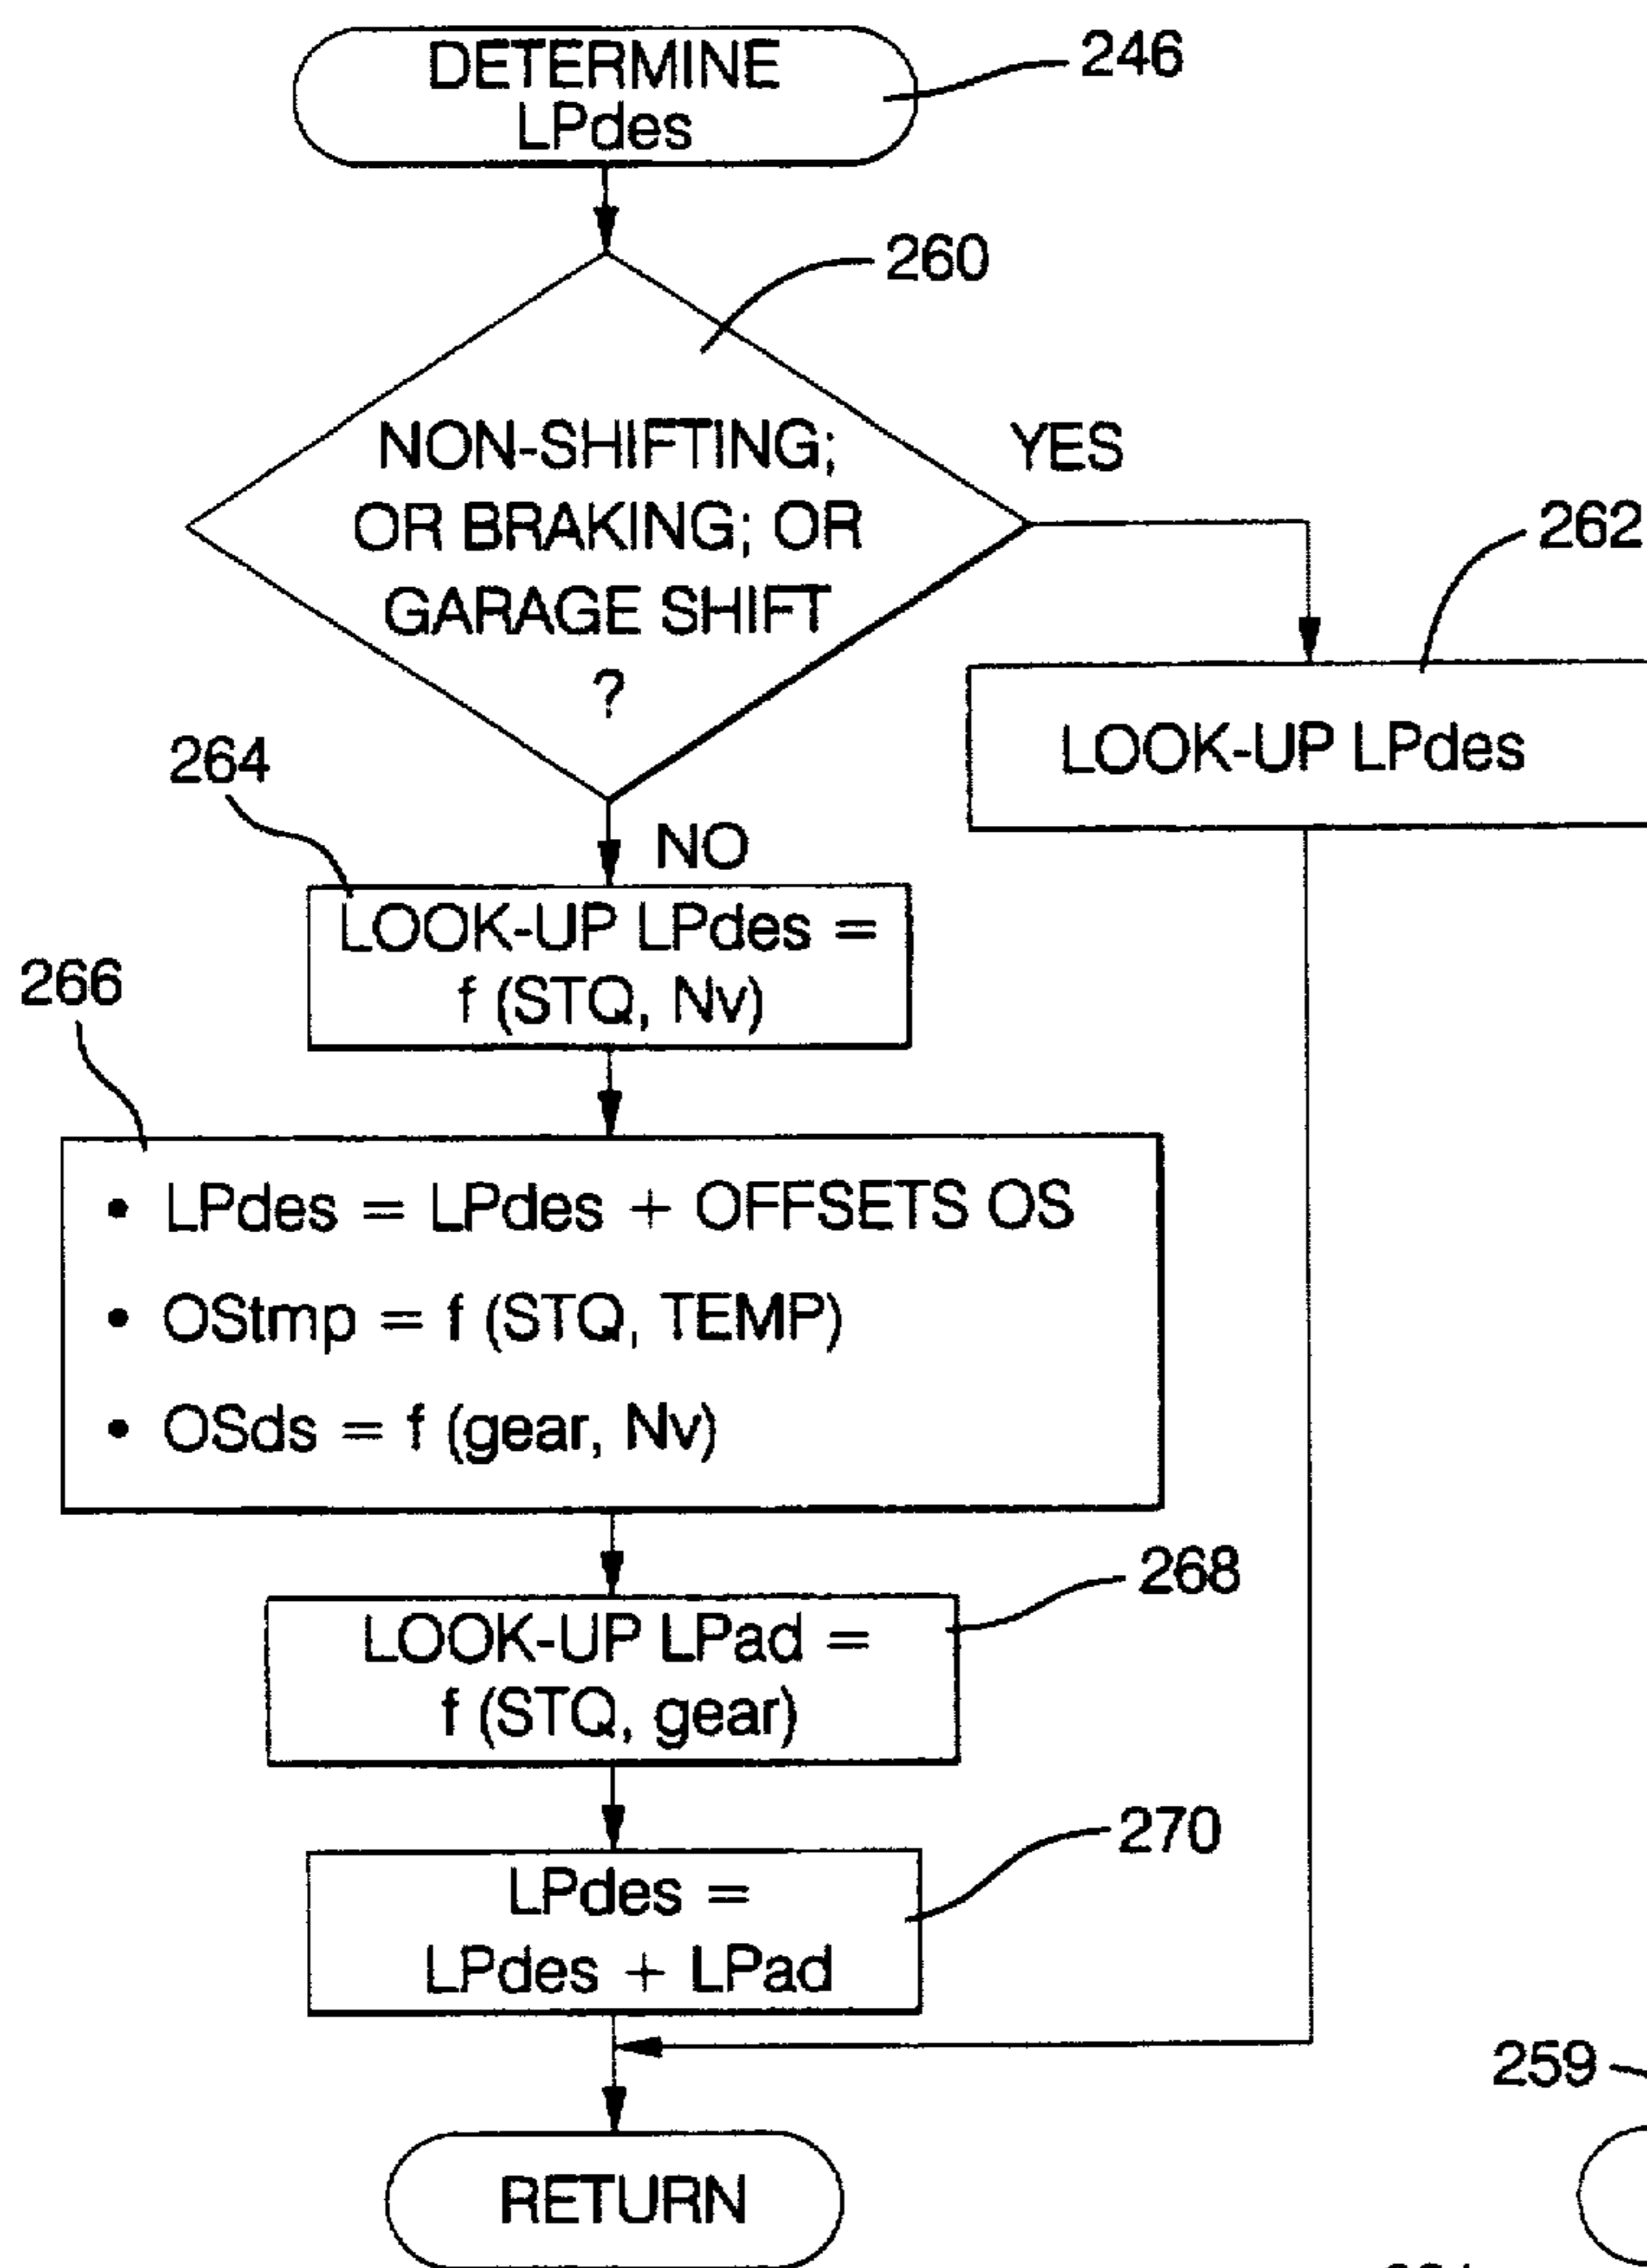 DETERMINE
LPdes
246
260
NON-SHIFTING;
OR BRAKING; OR
GARAGE SHIFT
?
YES
262
LOOK-UP LPdes
264
NO
LOOK-UP LPdes =
f (STQ, Nv)
266
• LPdes = LPdes + OFFSETS OS
• OStmp = f (STQ, TEMP)
• OSds = f (gear, Nv)
268
LOOK-UP LPad =
f (STQ, gear)
270
LPdes =
LPdes + LPad
259
RETURN